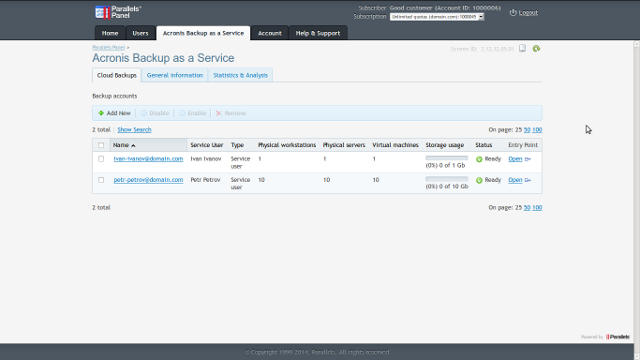 Parallels®
Panel
Subscriber: Good customer (Account ID: 1000006)
Subscription: Unlimited quotas (domain.com):1000045
Logout
Home Users Acronis Backup as a Service Account Help & Support
Parallels Panel >
Acronis Backup as a Service
Screen ID:
Cloud Backups General Information Statistics & Analysis
Backup accounts
Add New Disable Enable Remove
2 total Show Search On page: 25 50 100
Name Service User Type Physical workstations Physical servers Virtual machines Storage usage Status Entry Point
ivan-ivanov@domain.com Ivan Ivanov Service user 1 1 1 (0%) 0 of 1 Gb Ready Open
petr-petrov@domain.com Petr Petrov Service user 10 10 10 (0%) 0 of 10 Gb Ready Open
2 total On page: 25 50 100
Powered by Parallels
© Copyright 1999-2014, Parallels. All rights reserved